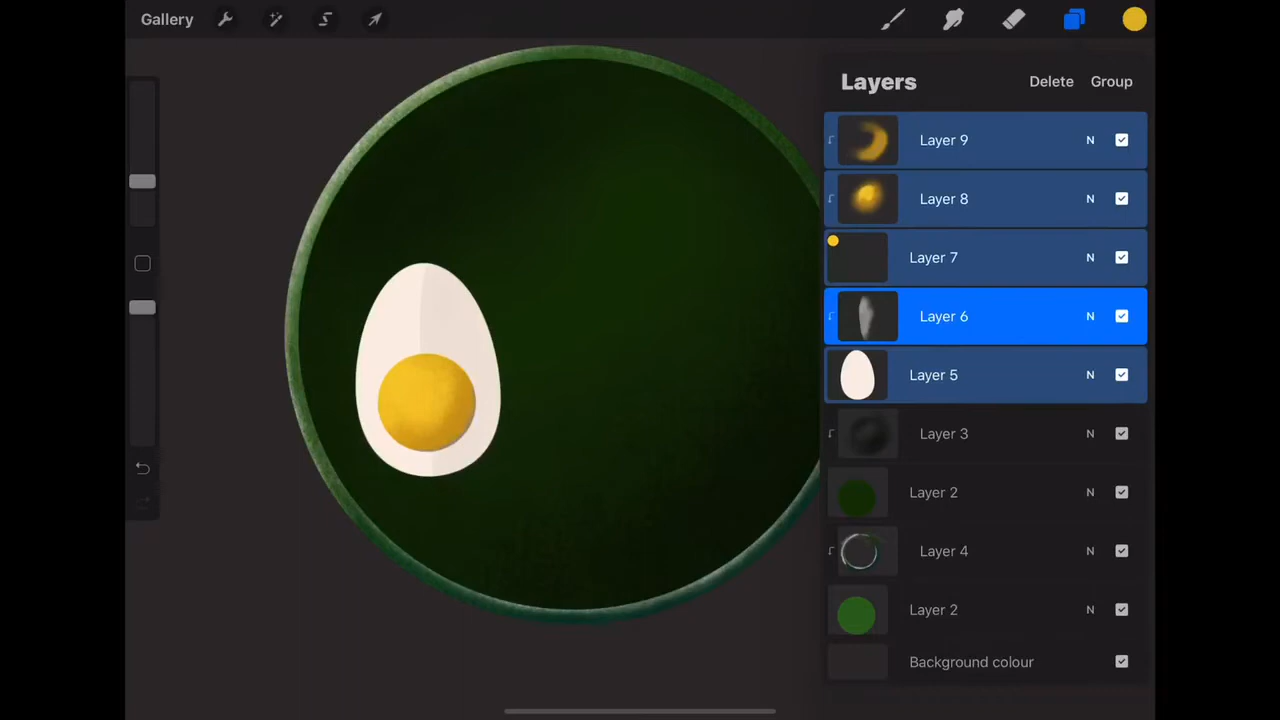 Gallery
Layers Delete Group
Layer 9 N
Layer 8 N
Layer 7 N
Layer 6 N
Layer 5 N
Layer 3 N
Layer 2 N
Layer 4 N
Layer 2 N
Background colour